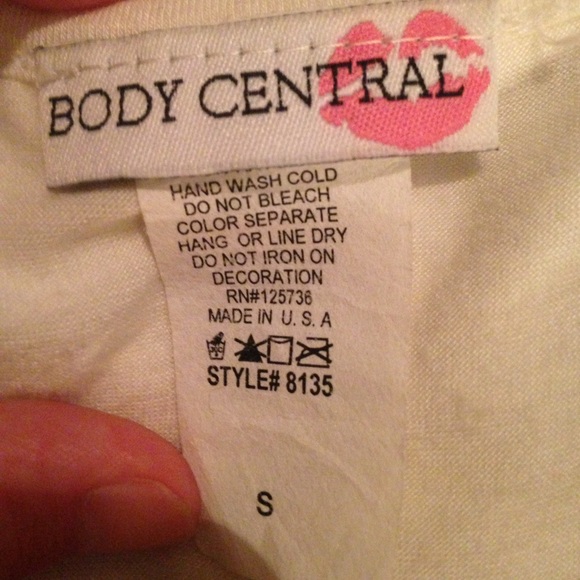 BODY CENTRAL
HAND WASH COLD
DO NOT BLEACH
COLOR SEPARATE
HANG OR LINE DRY
DO NOT IRON ON
DECORATION
RN#125736
MADE IN U.S.A
STYLE# 8135
S